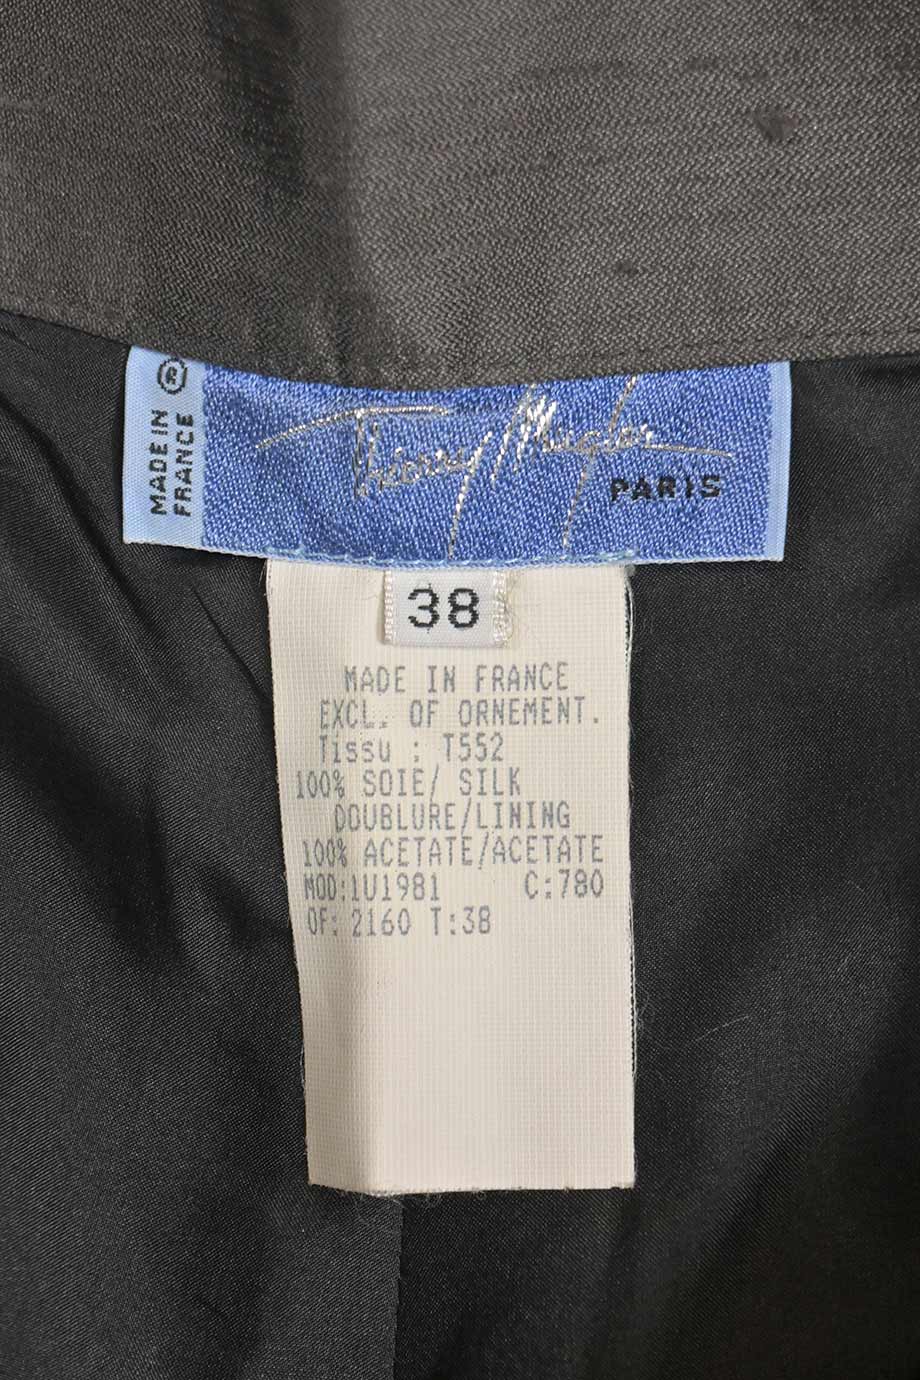 MADE IN
FRANCE ®
Thierry Mugler
PARIS
38
MADE IN FRANCE
EXCL. OF ORNEMENT.
Tissu : T552
100% SOIE/ SILK
DOUBLURE/LINING
100% ACETATE/ACETATE
MOD:1U1981 C:780
OF: 2160 T:38